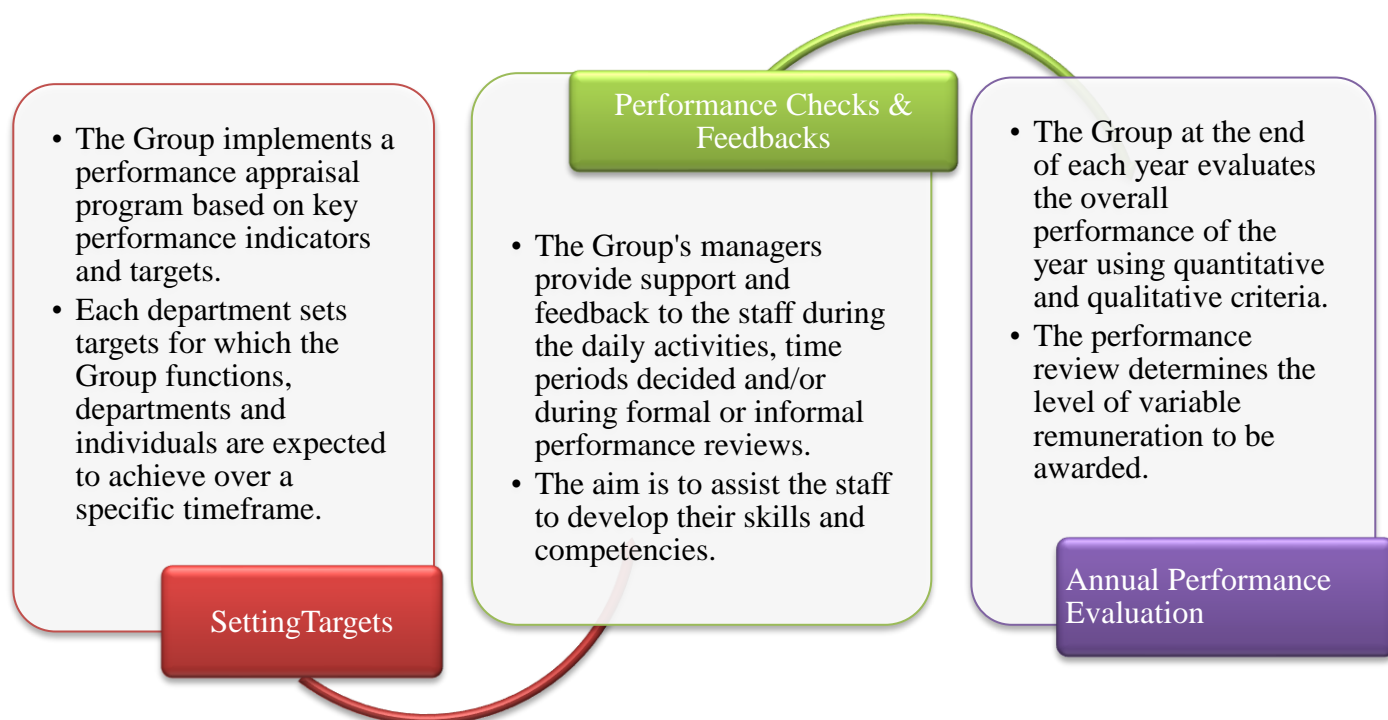 • The Group implements a
performance appraisal
program based on key
performance indicators
and targets.
• Each department sets
targets for which the
Group functions,
departments and
individuals are expected
to achieve over a
specific timeframe.
SettingTargets
Performance Checks &
Feedbacks
• The Group's managers
provide support and
feedback to the staff during
the daily activities, time
periods decided and/or
during formal or informal
performance reviews.
• The aim is to assist the staff
to develop their skills and
competencies.
• The Group at the end
of each year evaluates
the overall
performance of the
year using quantitative
and qualitative criteria.
• The performance
review determines the
level of variable
remuneration to be
awarded.
Annual Performance
Evaluation